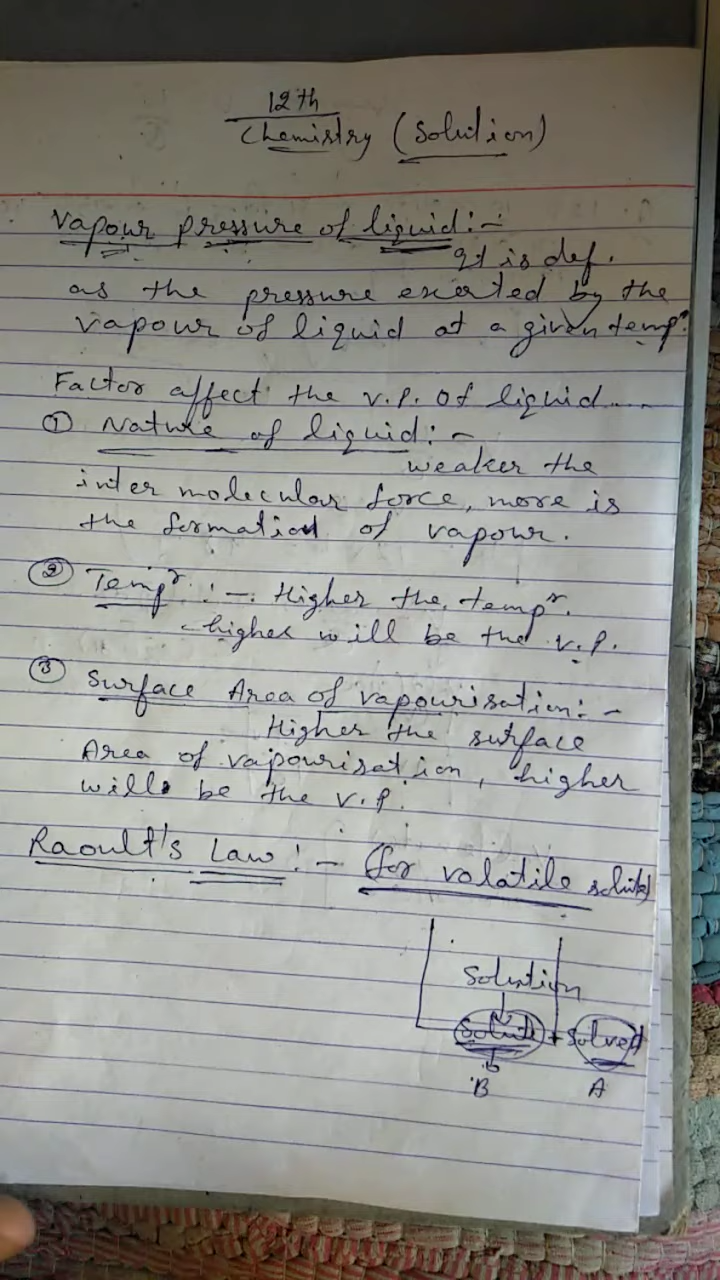 12th
Chemistry (Solution)
Vapour pressure of liquid:-
It is def.
as the pressure exerted by the
vapour of liquid at a given tempr.
Factor affect the v.p. of liquid....
① Nature of liquid:-
weaker the
inter molecular force, more is
the formation of vapour.
② Tempr :- Higher the tempr.
higher will be the v.p.
③ Surface Area of vapourisation:-
Higher the surface
Area of vapourisation, higher
will be the v.p.
Raoult's Law:- (for volatile solute)
Solution
Solute + Solvent
B A